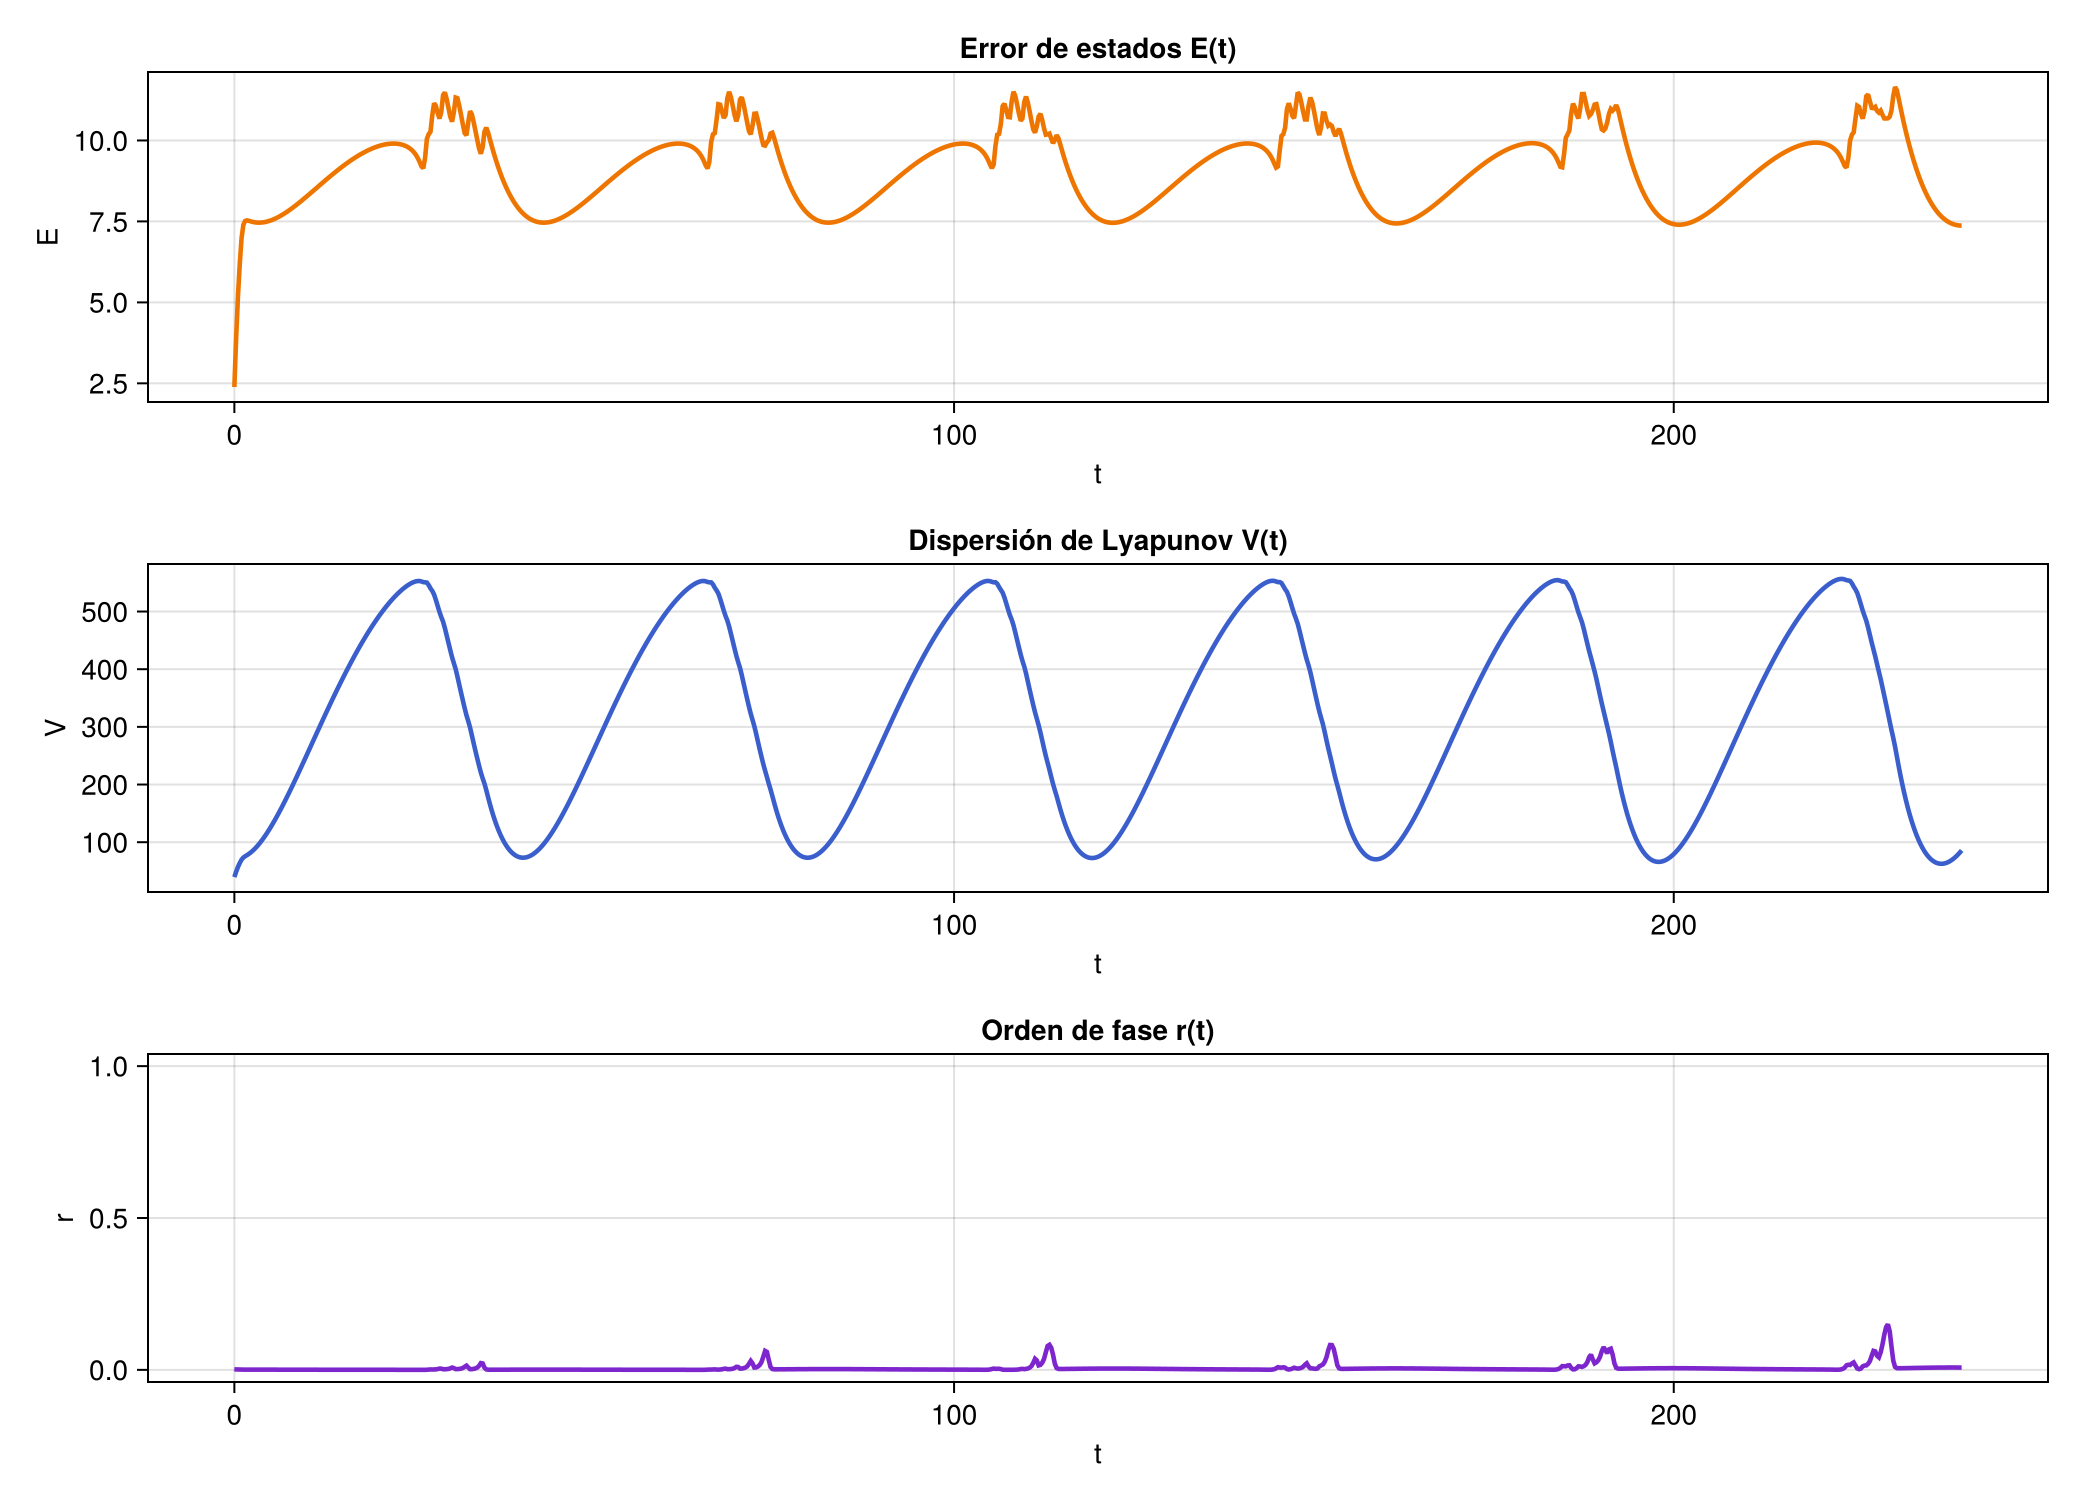 Error de estados E(t)
10.0
7.5
5.0
2.5
E
0 100 200
t
Dispersión de Lyapunov V(t)
500
400
300
200
100
V
0 100 200
t
Orden de fase r(t)
1.0
0.5
0.0
r
0 100 200
t